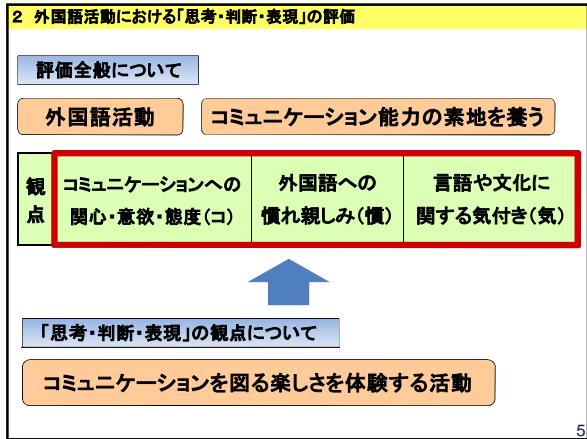 2 外国語活動における「思考・判断・表現」の評価
評価全般について
外国語活動
コミュニケーション能力の素地を養う
観点
コミュニケーションへの
関心・意欲・態度(コ)
外国語への
慣れ親しみ(慣)
言語や文化に
関する気付き(気)
「思考・判断・表現」の観点について
コミュニケーションを図る楽しさを体験する活動
5